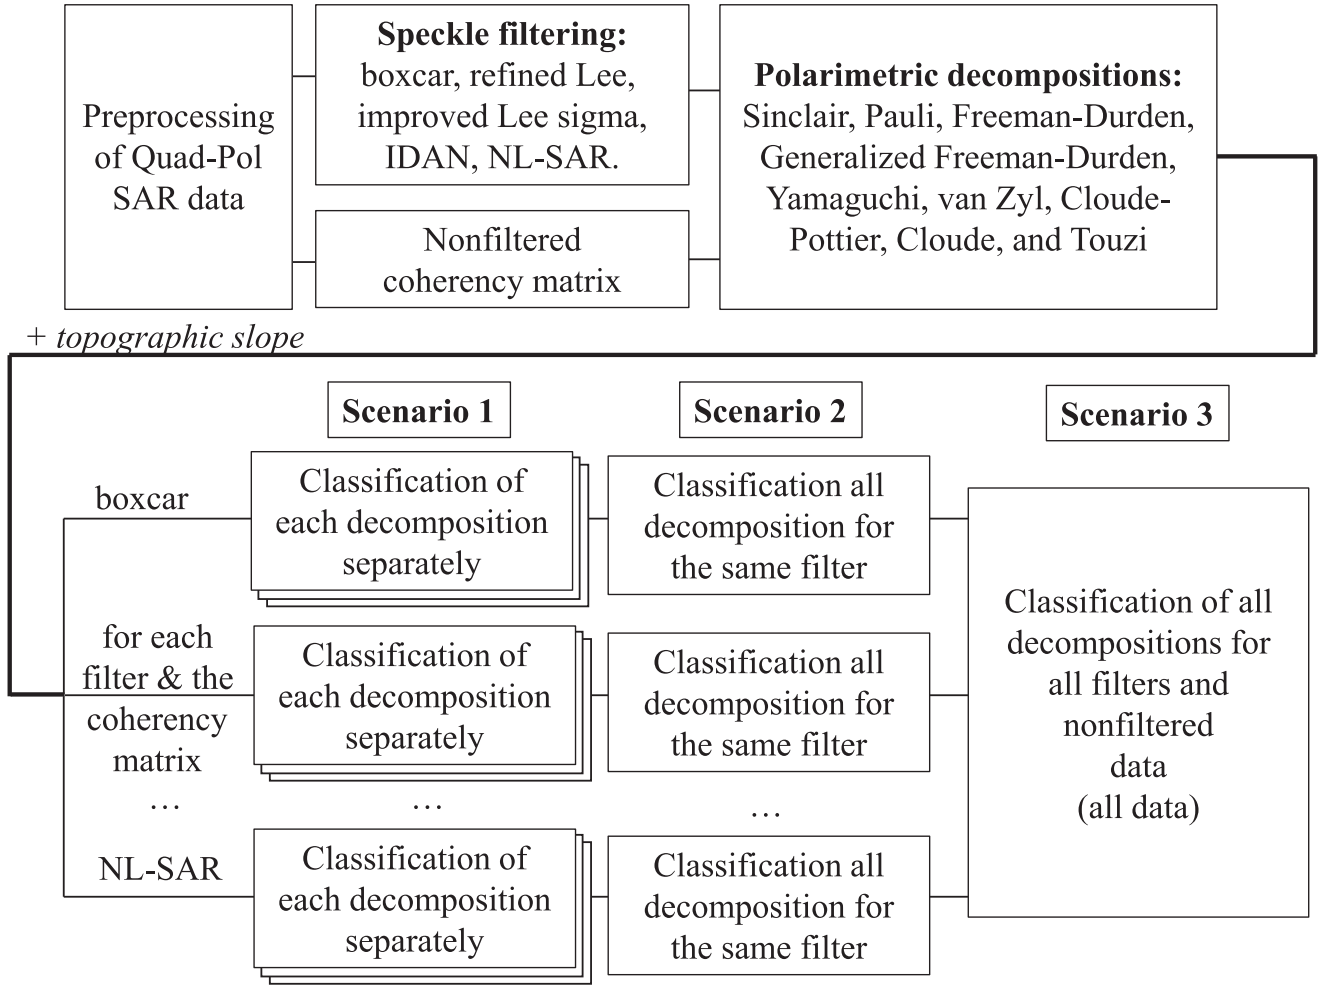 Preprocessing
of Quad-Pol
SAR data
Speckle filtering:
boxcar, refined Lee,
improved Lee sigma,
IDAN, NL-SAR.
Nonfiltered
coherency matrix
Polarimetric decompositions:
Sinclair, Pauli, Freeman-Durden,
Generalized Freeman-Durden,
Yamaguchi, van Zyl, Cloude-
Pottier, Cloude, and Touzi
+ topographic slope
Scenario 1
Scenario 2
Scenario 3
boxcar
Classification of
each decomposition
separately
Classification all
decomposition for
the same filter
for each
filter & the
coherency
matrix
...
Classification of
each decomposition
separately
...
Classification all
decomposition for
the same filter
...
NL-SAR
Classification of
each decomposition
separately
Classification all
decomposition for
the same filter
Classification of all
decompositions for
all filters and
nonfiltered
data
(all data)